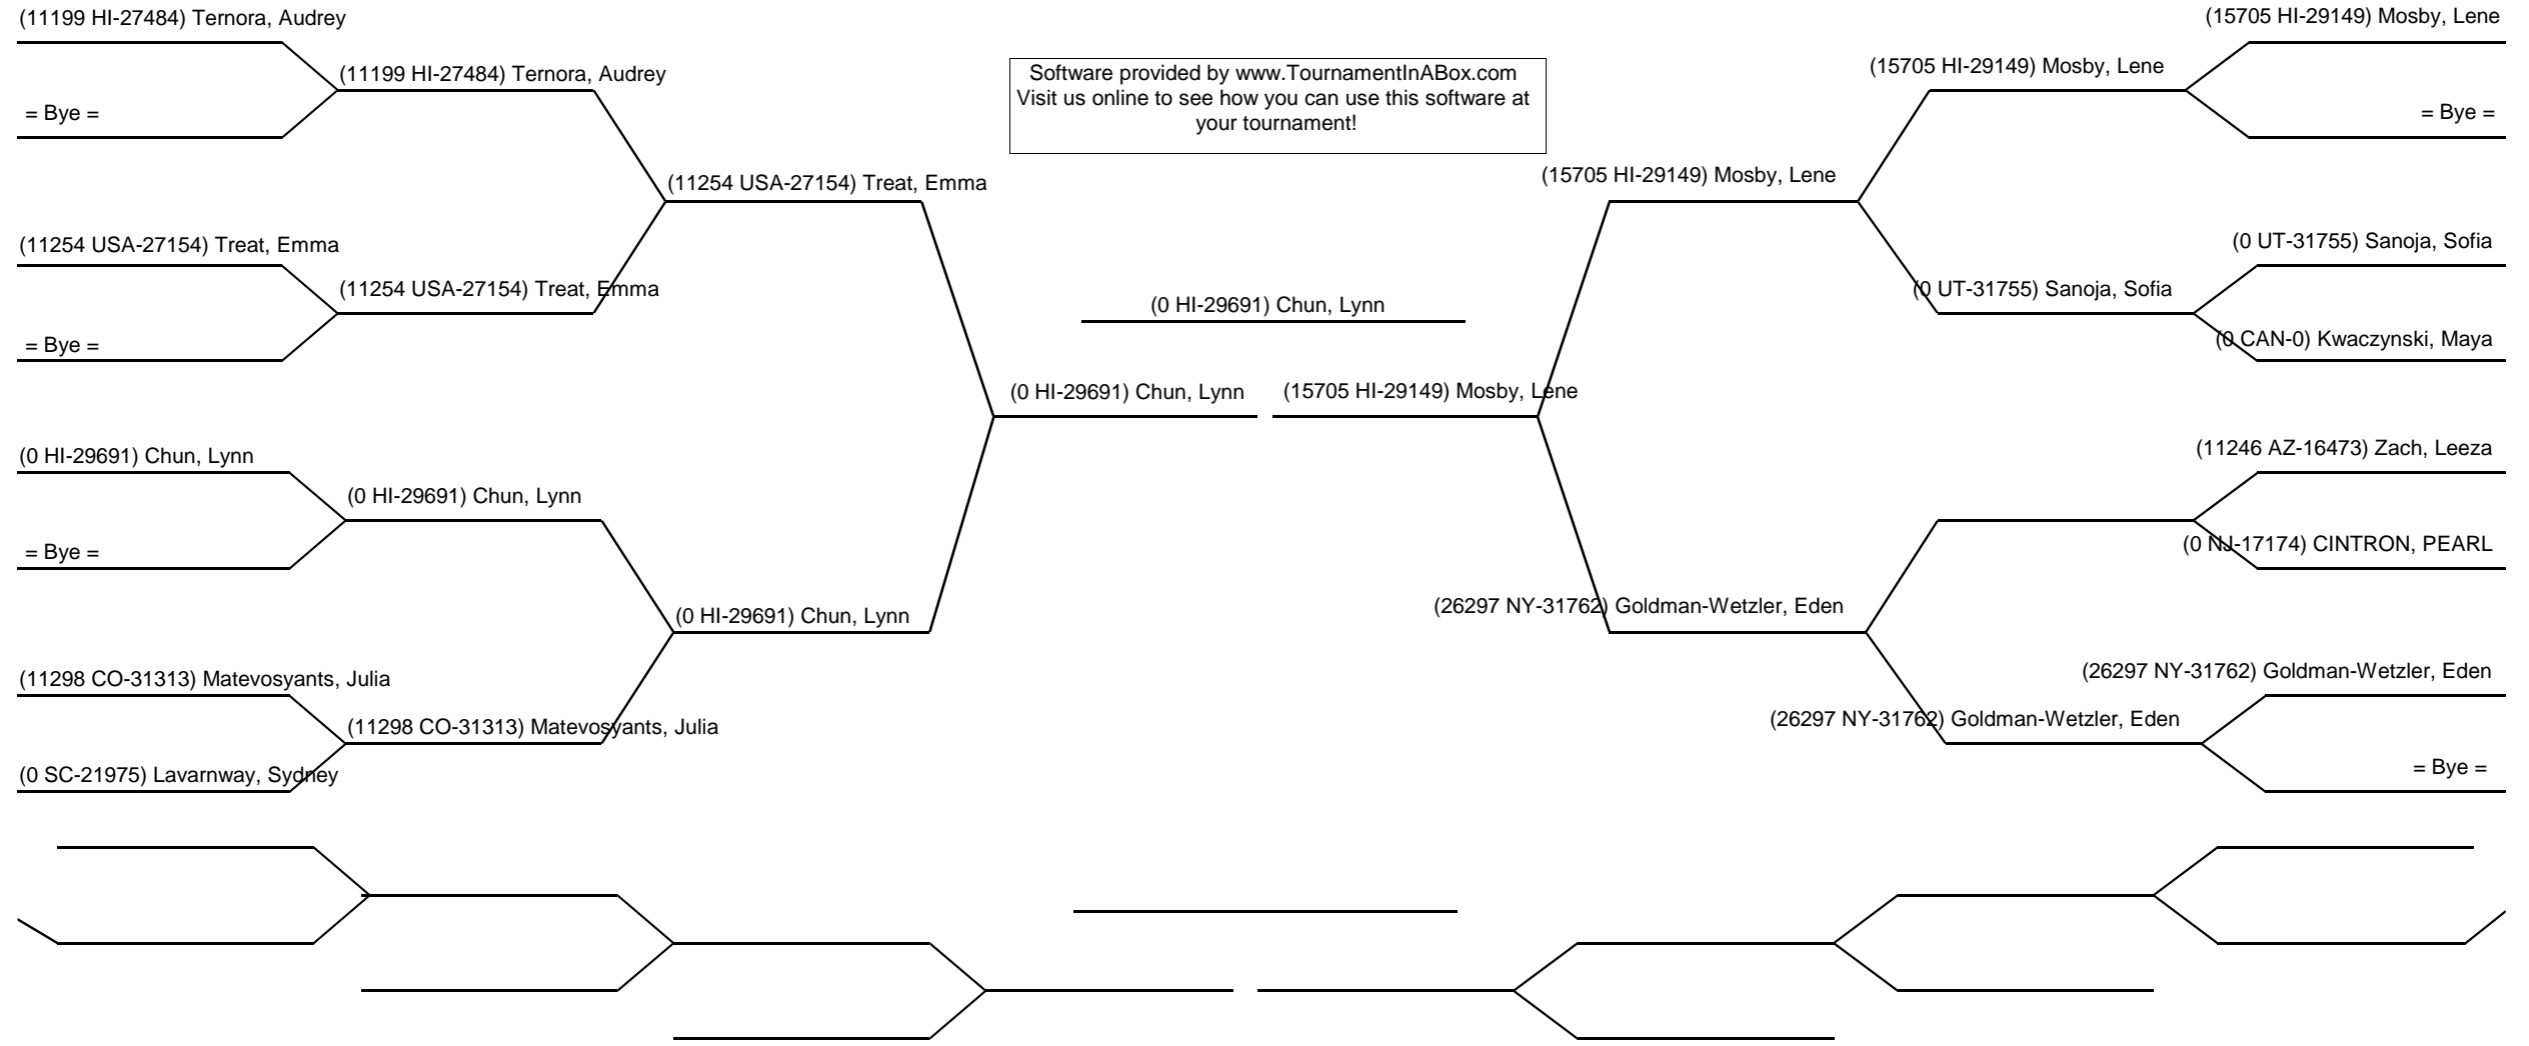 (11199 HI-27484) Ternora, Audrey
(15705 HI-29149) Mosby, Lene
(11199 HI-27484) Ternora, Audrey
Software provided by www.TournamentInABox.com
Visit us online to see how you can use this software at
your tournament!
(15705 HI-29149) Mosby, Lene
= Bye =
= Bye =
(11254 USA-27154) Treat, Emma
(15705 HI-29149) Mosby, Lene
(11254 USA-27154) Treat, Emma
(0 UT-31755) Sanoja, Sofia
(11254 USA-27154) Treat, Emma
(0 HI-29691) Chun, Lynn
(0 UT-31755) Sanoja, Sofia
= Bye =
(0 CAN-0) Kwaczynski, Maya
(0 HI-29691) Chun, Lynn
(15705 HI-29149) Mosby, Lene
(0 HI-29691) Chun, Lynn
(11246 AZ-16473) Zach, Leeza
(0 HI-29691) Chun, Lynn
= Bye =
(0 NJ-17174) CINTRON, PEARL
(0 HI-29691) Chun, Lynn
(26297 NY-31762) Goldman-Wetzler, Eden
(11298 CO-31313) Matevosyants, Julia
(26297 NY-31762) Goldman-Wetzler, Eden
(11298 CO-31313) Matevosyants, Julia
(26297 NY-31762) Goldman-Wetzler, Eden
(0 SC-21975) Lavarnway, Sydney
= Bye =